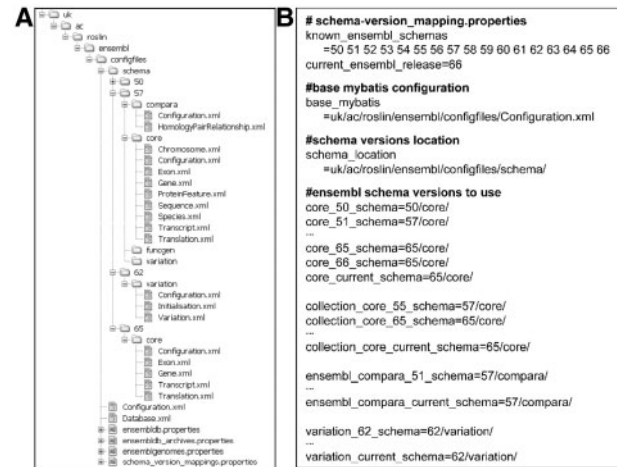 A
uk
ac
roslin
ensembl
configfiles
schema
50
57
compara
Configuration.xml
HomologyPairRelationship.xml
core
Chromosome.xml
Configuration.xml
Exon.xml
Gene.xml
ProteinFeature.xml
Sequence.xml
Species.xml
Transcript.xml
Translation.xml
funcgen
variation
62
variation
Configuration.xml
Initialisation.xml
Variation.xml
65
core
Configuration.xml
Exon.xml
Gene.xml
Transcript.xml
Translation.xml
Configuration.xml
Database.xml
ensembldb.properties
ensembldb_archives.properties
ensemblgenomes.properties
schema_version_mappings.properties
B
# schema-version_mapping.properties
known_ensembl_schemas
=50 51 52 53 54 55 56 57 58 59 60 61 62 63 64 65 66
current_ensembl_release=66
#base mybatis configuration
base_mybatis
=uk/ac/roslin/ensembl/configfiles/Configuration.xml
#schema versions location
schema_location
=uk/ac/roslin/ensembl/configfiles/schema/
#ensembl schema versions to use
core_50_schema=50/core/
core_51_schema=57/core/
...
core_65_schema=65/core/
core_66_schema=65/core/
core_current_schema=65/core/
collection_core_55_schema=57/core/
collection_core_65_schema=65/core/
...
collection_core_current_schema=65/core/
ensembl_compara_51_schema=57/compara/
...
ensembl_compara_current_schema=57/compara/
variation_62_schema=62/variation/
...
variation_current_schema=62/variation/